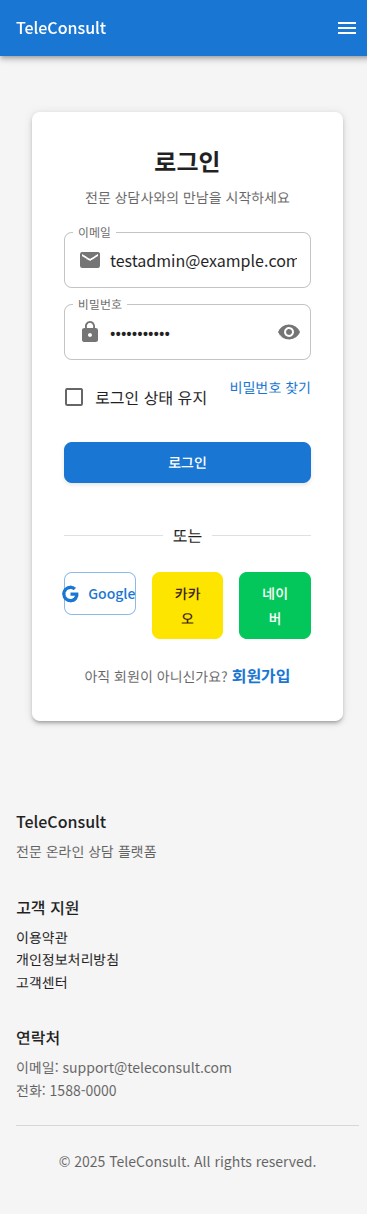 TeleConsult
로그인
전문 상담사와의 만남을 시작하세요
이메일
testadmin@example.com
비밀번호
•••••••••••
로그인 상태 유지
비밀번호 찾기
로그인
또는
Google
카카
오
네이
버
아직 회원이 아니신가요? 회원가입
TeleConsult
전문 온라인 상담 플랫폼
고객 지원
이용약관
개인정보처리방침
고객센터
연락처
이메일: support@teleconsult.com
전화: 1588-0000
© 2025 TeleConsult. All rights reserved.